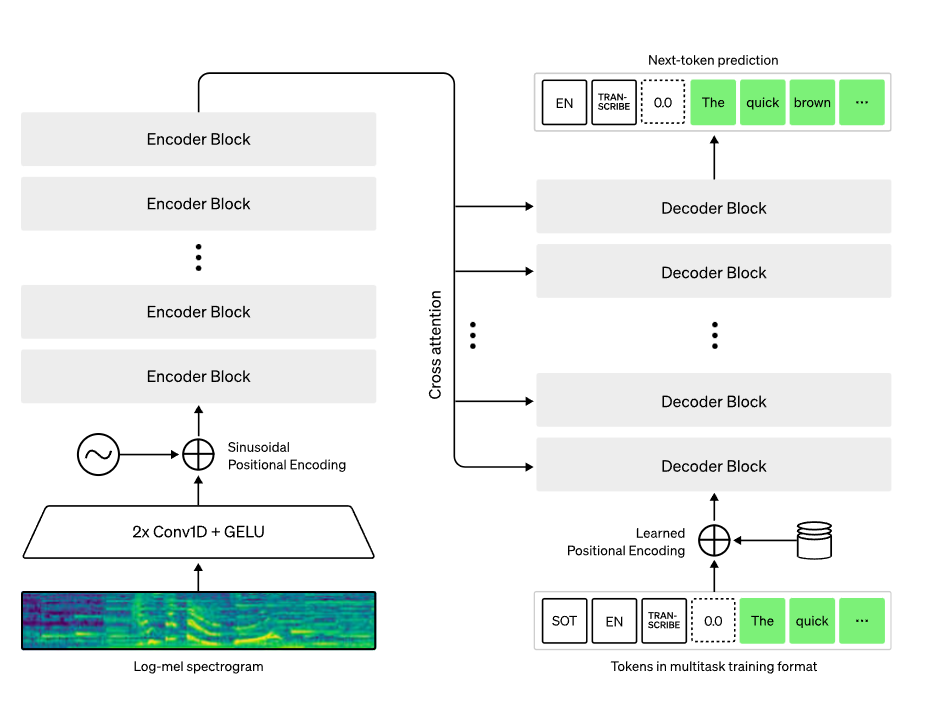 Next-token prediction
EN TRAN-SCRIBE 0.0 The quick brown ...
Encoder Block
Encoder Block
Encoder Block
Encoder Block
Sinusoidal
Positional Encoding
2x Conv1D + GELU
Log-mel spectrogram
Cross attention
Decoder Block
Decoder Block
Decoder Block
Decoder Block
Learned
Positional Encoding
SOT EN TRAN-SCRIBE 0.0 The quick ...
Tokens in multitask training format